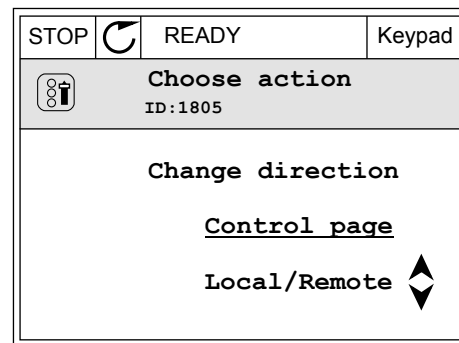 STOP READY Keypad
Choose action
ID:1805
Change direction
Control page
Local/Remote